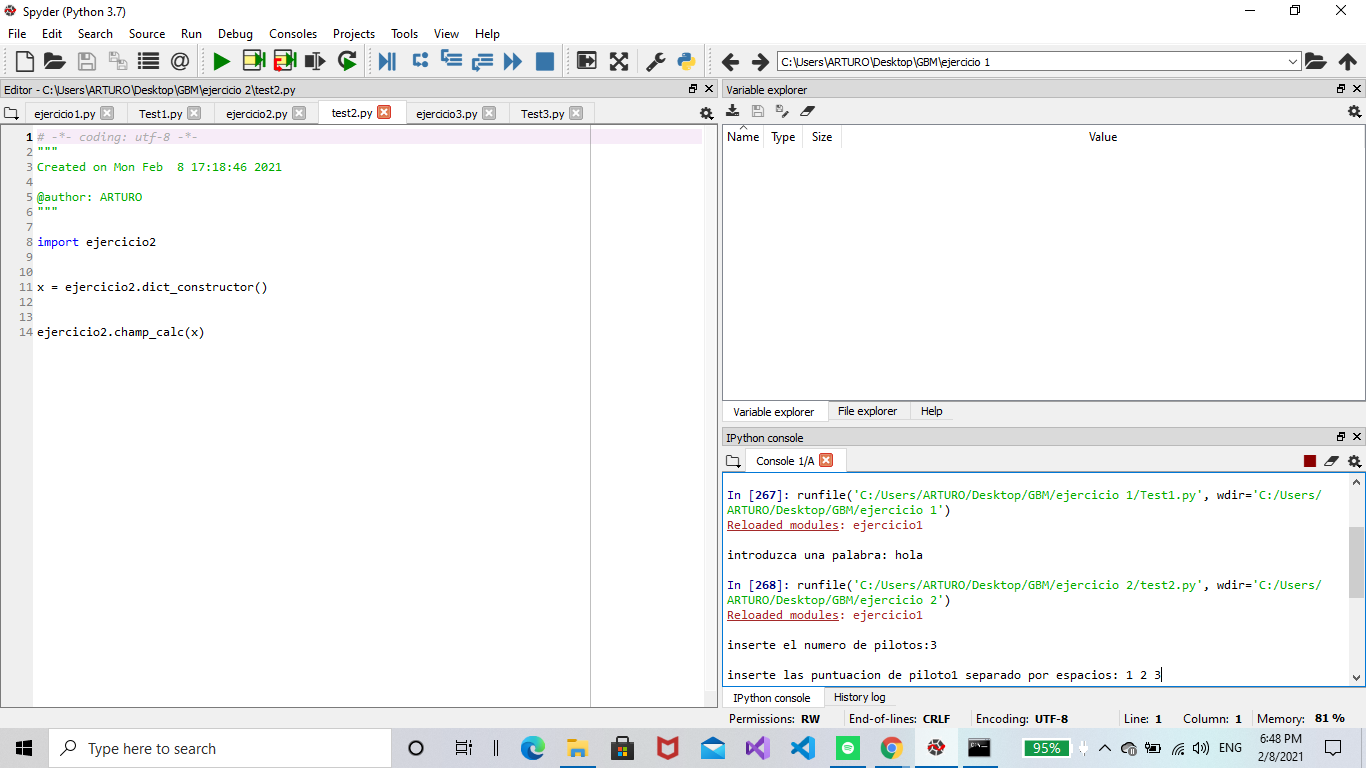 Spyder (Python 3.7)
File Edit Search Source Run Debug Consoles Projects Tools View Help
C:\Users\ARTURO\Desktop\GBM\ejercicio 1
Editor - C:\Users\ARTURO\Desktop\GBM\ejercicio 2\test2.py
ejercicio1.py Test1.py ejercicio2.py test2.py ejercicio3.py Test3.py
1 # -*- coding: utf-8 -*-
2 """
3 Created on Mon Feb  8 17:18:46 2021
4
5 @author: ARTURO
6 """
7
8 import ejercicio2
9
10
11 x = ejercicio2.dict_constructor()
12
13
14 ejercicio2.champ_calc(x)
Variable explorer
Name Type Size Value
Variable explorer File explorer Help
IPython console
Console 1/A
In [267]: runfile('C:/Users/ARTURO/Desktop/GBM/ejercicio 1/Test1.py', wdir='C:/Users/
ARTURO/Desktop/GBM/ejercicio 1')
Reloaded modules: ejercicio1
introduzca una palabra: hola
In [268]: runfile('C:/Users/ARTURO/Desktop/GBM/ejercicio 2/test2.py', wdir='C:/Users/
ARTURO/Desktop/GBM/ejercicio 2')
Reloaded modules: ejercicio1
inserte el numero de pilotos:3
inserte las puntuacion de piloto1 separado por espacios: 1 2 3
IPython console History log
Permissions: RW End-of-lines: CRLF Encoding: UTF-8 Line: 1 Column: 1 Memory: 81 %
Type here to search
95%
ENG
6:48 PM
2/8/2021